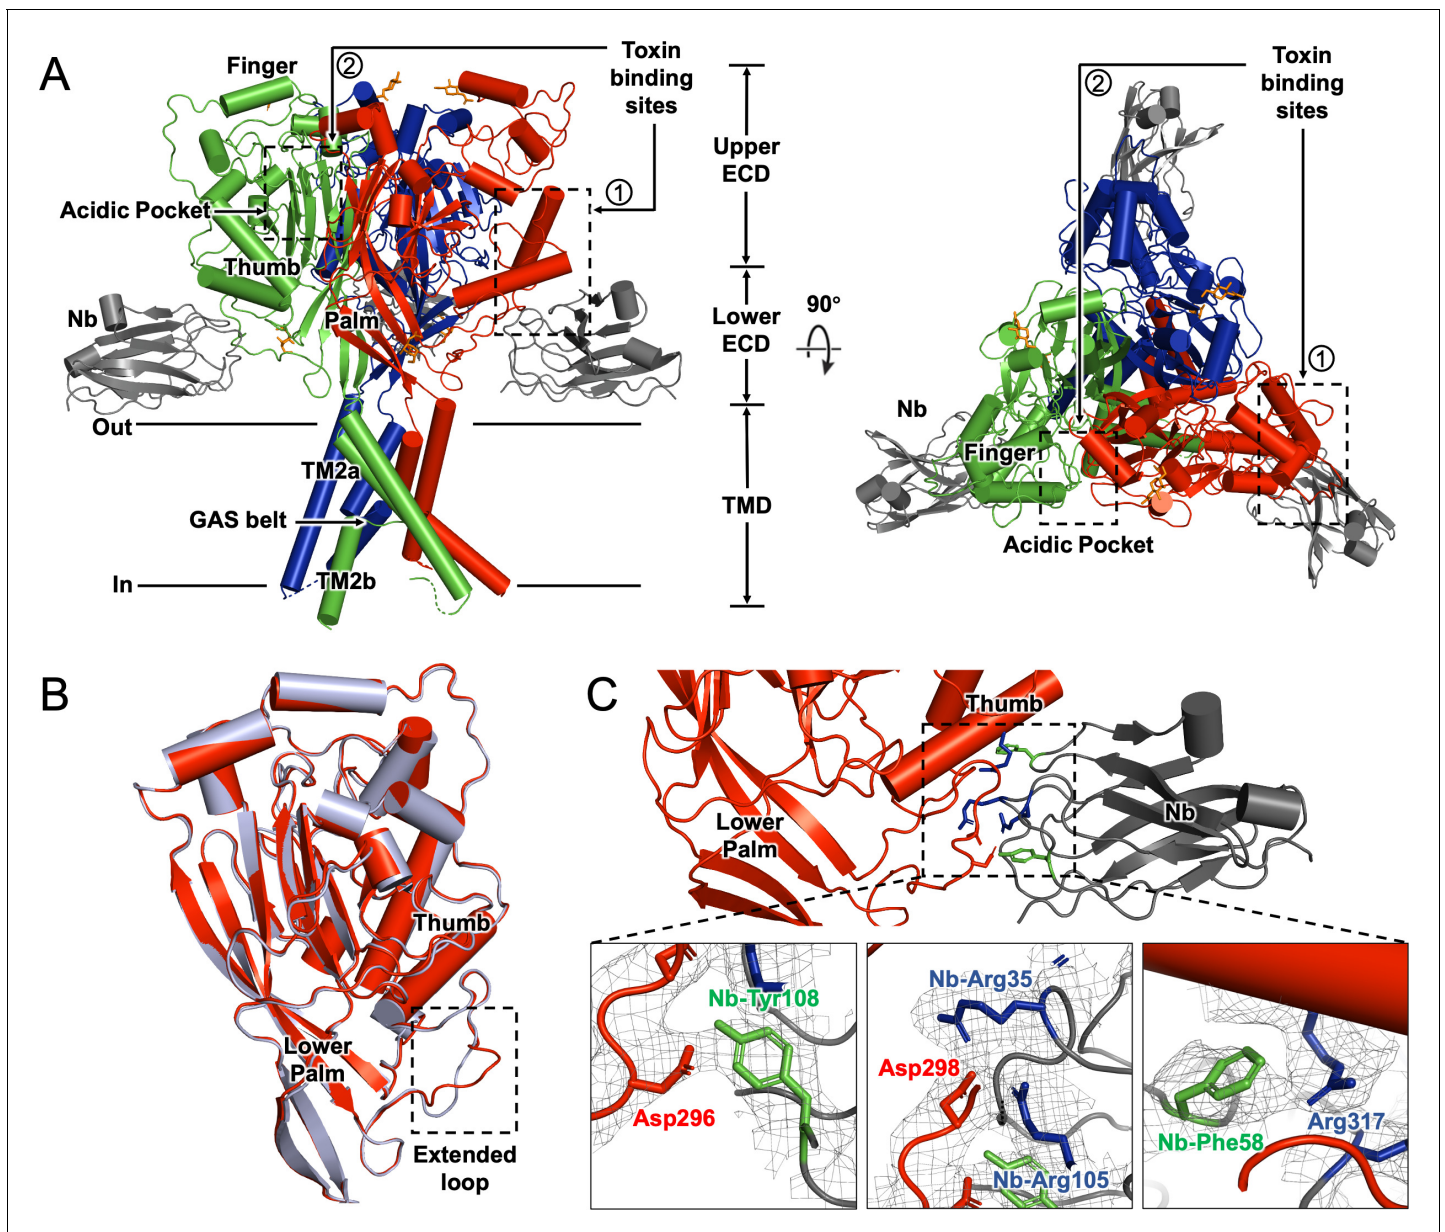 A
Finger
②
Toxin
binding
sites
①
Acidic Pocket
Thumb
Nb
Palm
Out
TM2a
GAS belt
In
TM2b
Upper
ECD
Lower
ECD
TMD
90°
②
Toxin
binding
sites
①
Nb
Finger
Acidic Pocket
B
Thumb
Lower
Palm
Extended
loop
C
Thumb
Lower
Palm
Nb
Nb-Tyr108
Asp296
Nb-Arg35
Asp298
Nb-Arg105
Arg317
Nb-Phe58